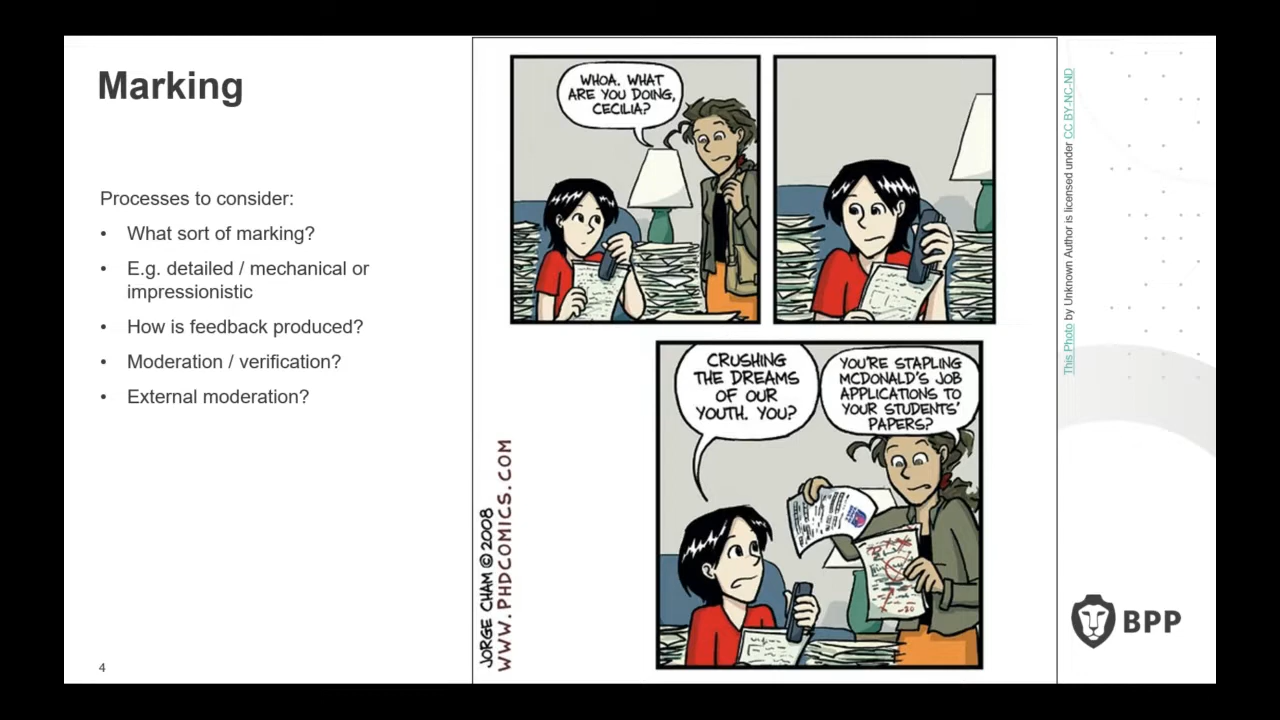 Marking
Processes to consider:
• What sort of marking?
• E.g. detailed / mechanical or
impressionistic
• How is feedback produced?
• Moderation / verification?
• External moderation?
4
WHOA. WHAT
ARE YOU DOING,
CECILIA?
CRUSHING
THE DREAMS
OF OUR
YOUTH. YOU?
YOU'RE STAPLING
MCDONALD'S JOB
APPLICATIONS TO
YOUR STUDENTS'
PAPERS?
JORGE CHAM © 2008
WWW.PHDCOMICS.COM
This Photo by Unknown Author is licensed under CC BY-NC-ND
BPP